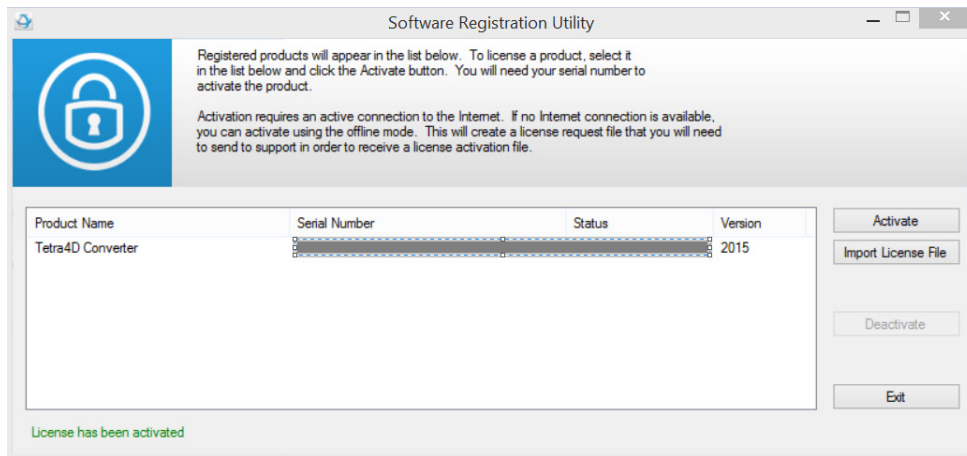 Software Registration Utility
Registered products will appear in the list below. To license a product, select it
in the list below and click the Activate button. You will need your serial number to
activate the product.
Activation requires an active connection to the Internet. If no Internet connection is available,
you can activate using the offline mode. This will create a license request file that you will need
to send to support in order to receive a license activation file.
Product Name Serial Number Status Version
Tetra4D Converter 2015
Activate
Import License File
Deactivate
Exit
License has been activated